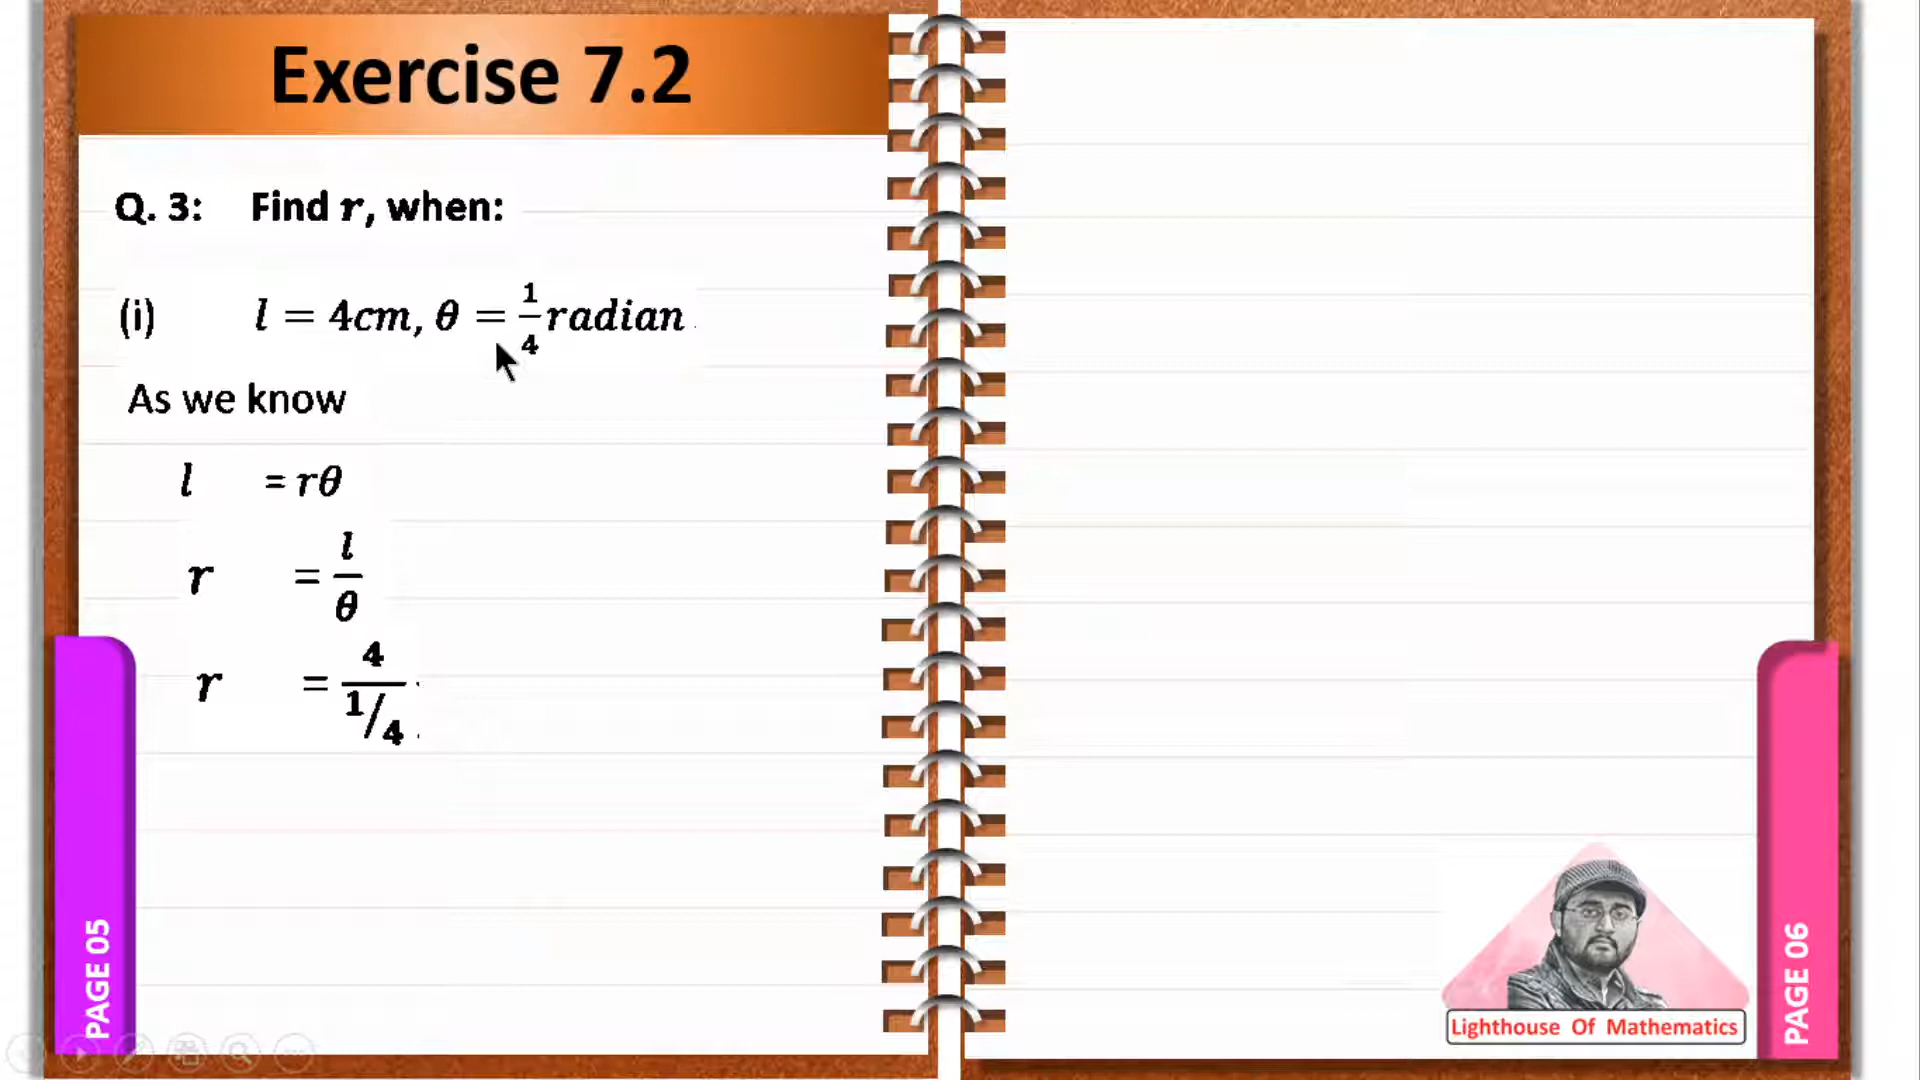 Exercise 7.2
Q. 3: Find r, when:
(i) l = 4cm, θ = 1/4 radian
As we know
l = rθ
r = l/θ
r = 4/(1/4)
PAGE 05
Lighthouse Of Mathematics
PAGE 06